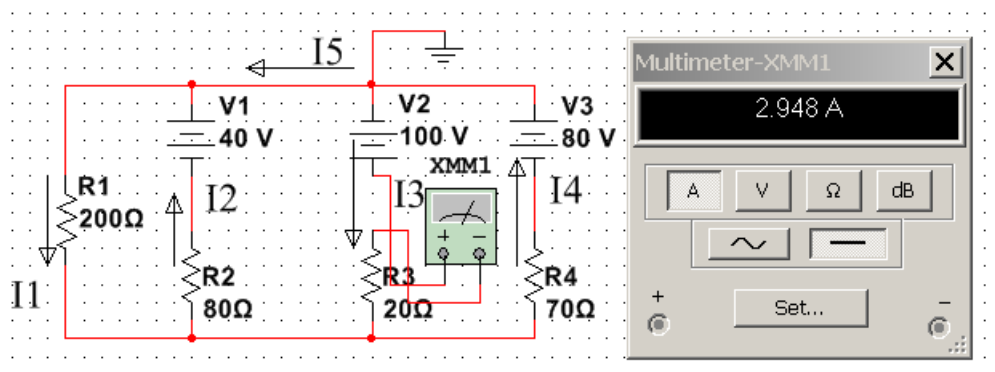 I5
V1
40 V
V2
100 V
V3
80 V
XMM1
R1
200Ω
I2
I3
I4
I1
R2
80Ω
R3
20Ω
R4
70Ω
Multimeter-XMM1
2.948 A
A V Ω dB
Set...